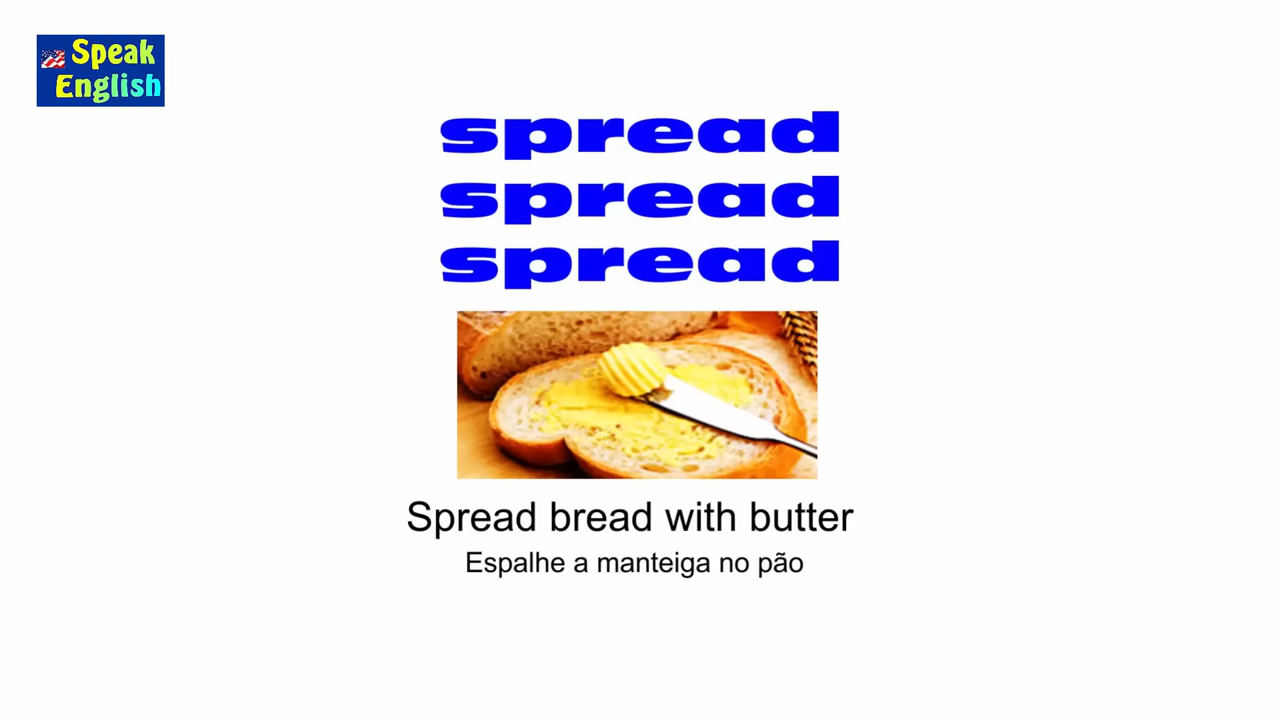 Speak
English
spread
spread
spread
Spread bread with butter
Espalhe a manteiga no pão